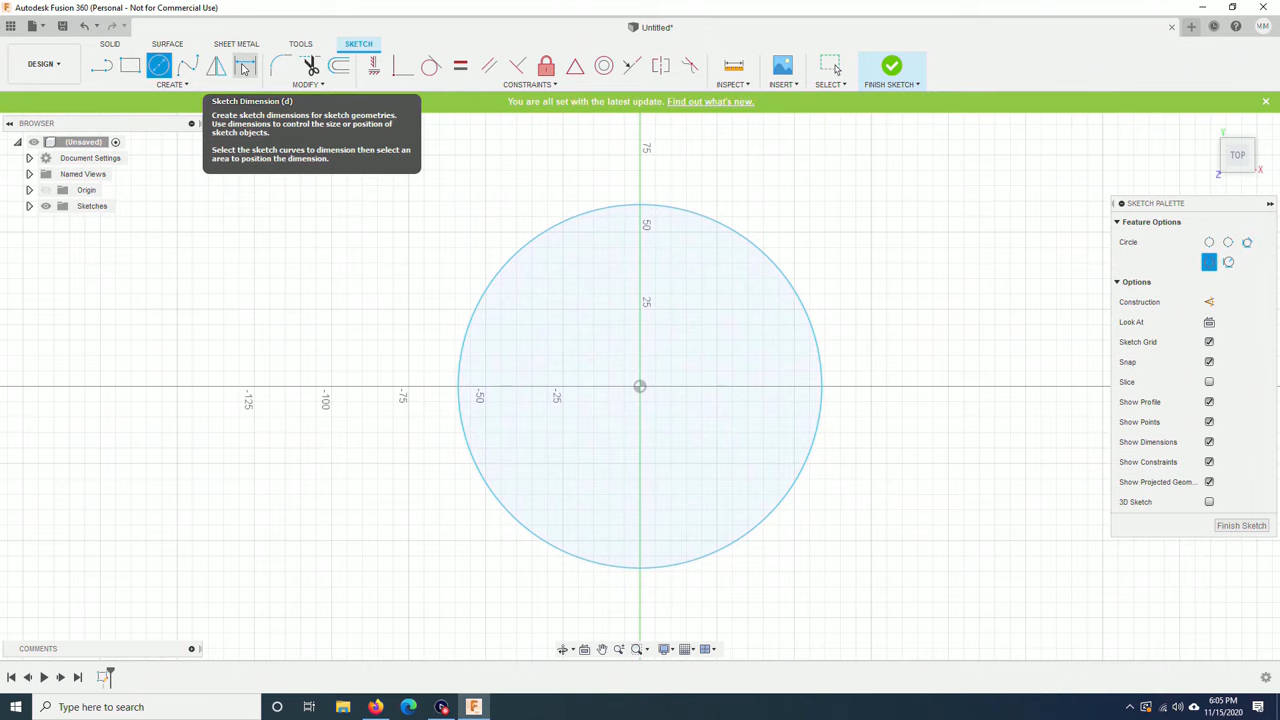 Autodesk Fusion 360 (Personal - Not for Commercial Use)
Untitled*
MM
DESIGN
SOLID
SURFACE
SHEET METAL
TOOLS
SKETCH
CREATE
MODIFY
CONSTRAINTS
INSPECT
INSERT
SELECT
FINISH SKETCH
You are all set with the latest update. Find out what's new.
Sketch Dimension (d)
Create sketch dimensions for sketch geometries.
Use dimensions to control the size or position of
sketch objects.
Select the sketch curves to dimension then select an
area to position the dimension.
BROWSER
(Unsaved)
Document Settings
Named Views
Origin
Sketches
75
50
25
-125
-100
-75
-50
-25
Y
TOP
Z
X
SKETCH PALETTE
Feature Options
Circle
Options
Construction
Look At
Sketch Grid
Snap
Slice
Show Profile
Show Points
Show Dimensions
Show Constraints
Show Projected Geom...
3D Sketch
Finish Sketch
COMMENTS
Type here to search
6:05 PM
11/15/2020